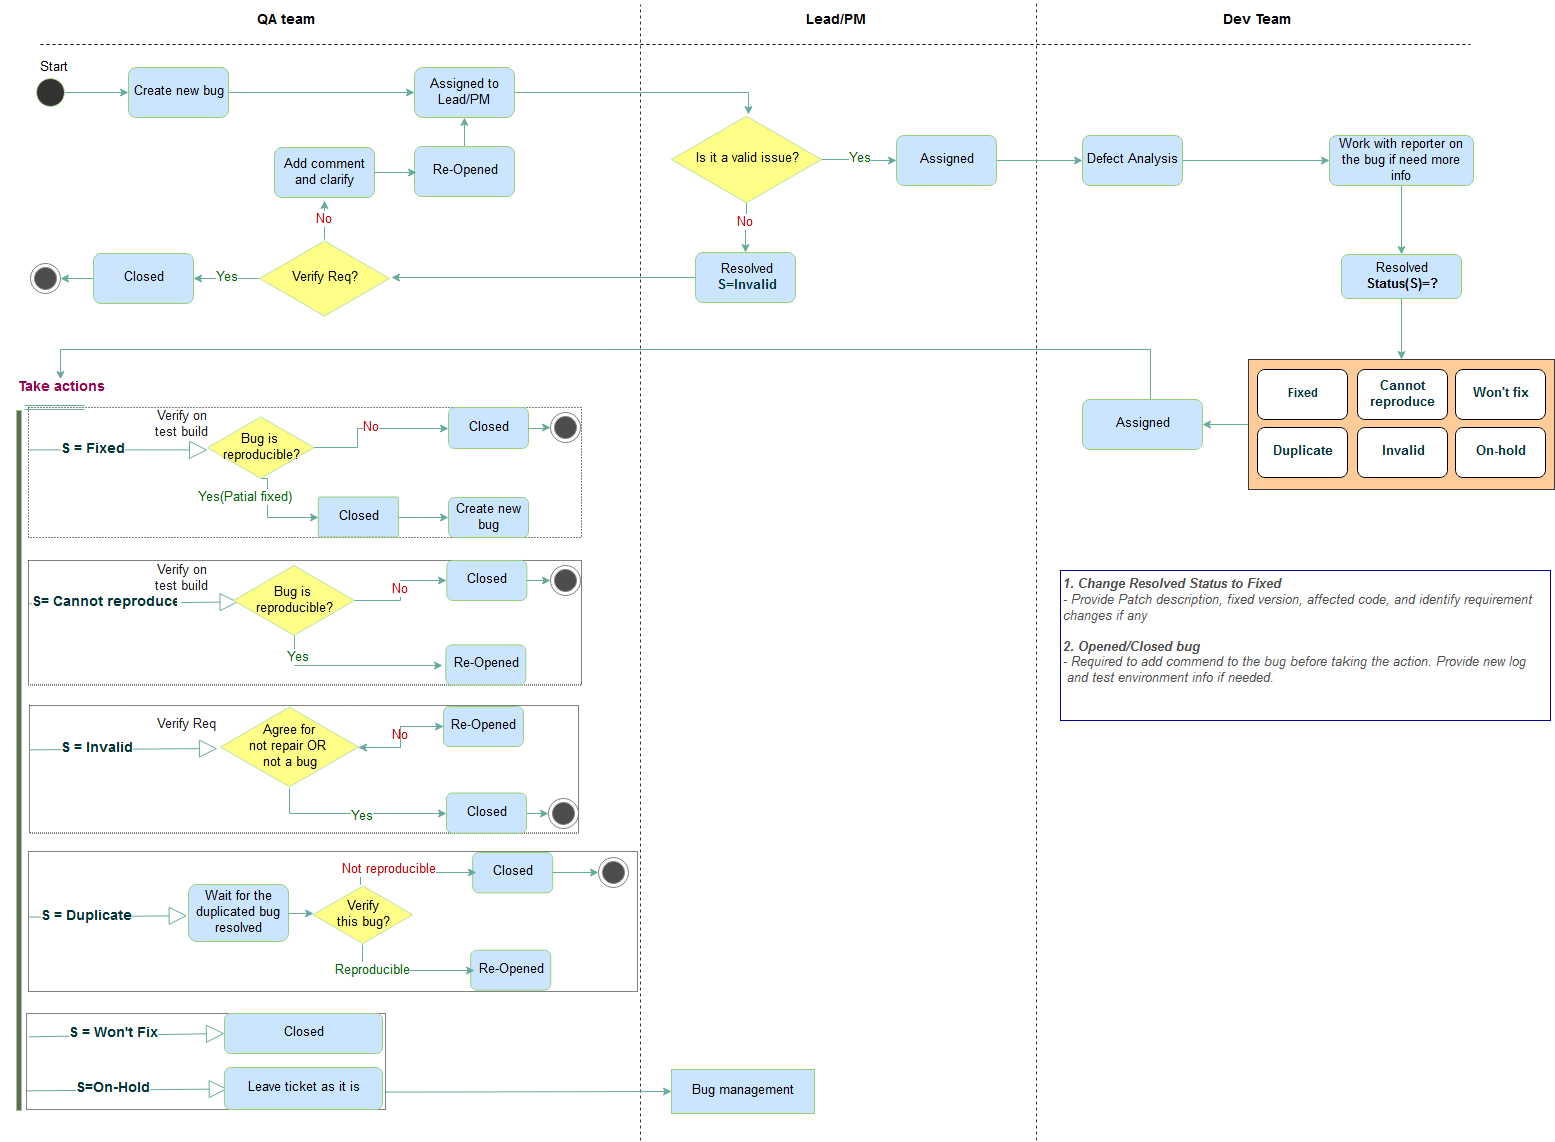 QA team
Lead/PM
Dev Team
Start
Create new bug
Assigned to
Lead/PM
Add comment
and clarify
Re-Opened
Is it a valid issue?
Yes
Assigned
Defect Analysis
Work with reporter on
the bug if need more
info
No
No
Closed
Yes
Verify Req?
Resolved
S=Invalid
Resolved
Status(S)=?
Take actions
Fixed
Cannot
reproduce
Won't fix
Duplicate
Invalid
On-hold
Assigned
Verify on
test build
S = Fixed
Bug is
reproducible?
No
Closed
Yes(Patial fixed)
Closed
Create new
bug
Verify on
test build
S= Cannot reproduce
Bug is
reproducible?
No
Closed
Yes
Re-Opened
1. Change Resolved Status to Fixed
- Provide Patch description, fixed version, affected code, and identify requirement
changes if any
2. Opened/Closed bug
- Required to add commend to the bug before taking the action. Provide new log
and test environment info if needed.
Verify Req
S = Invalid
Agree for
not repair OR
not a bug
No
Re-Opened
Yes
Closed
S = Duplicate
Wait for the
duplicated bug
resolved
Verify
this bug?
Not reproducible
Closed
Reproducible
Re-Opened
S = Won't Fix
Closed
S=On-Hold
Leave ticket as it is
Bug management